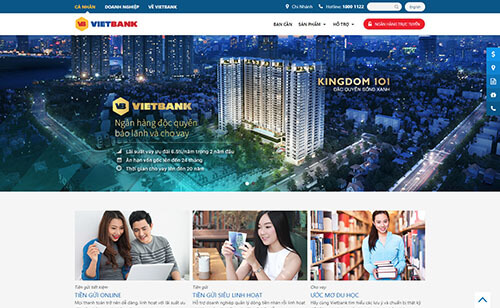 CÁ NHÂN DOANH NGHIỆP VỀ VIETBANK
Chi Nhánh Hotline: 1800 1122 English
VB VIETBANK
BẠN CẦN SẢN PHẨM HỖ TRỢ NGÂN HÀNG TRỰC TUYẾN
KINGDOM 101
ĐẶC QUYỀN SỐNG XANH
VB VIETBANK
Ngân hàng độc quyền
bảo lãnh và cho vay
Lãi suất vay ưu đãi 8.5%/năm trong 2 năm đầu
Ân hạn vốn gốc lên đến 24 tháng
Thời gian cho vay lên đến 20 năm
Tiền gửi tiết kiệm
TIỀN GỬI ONLINE
Mọi thanh toán trở nên dễ dàng, linh hoạt với lãi suất ưu
Tiền gửi
TIỀN GỬI SIÊU LINH HOẠT
Hỗ trợ doanh nghiệp quản lý dòng tiền nhàn rỗi linh hoạt
Cho vay
ƯỚC MƠ DU HỌC
Hãy cùng Vietbank tìm hiểu các lưu ý và chuẩn bị thật kỹ